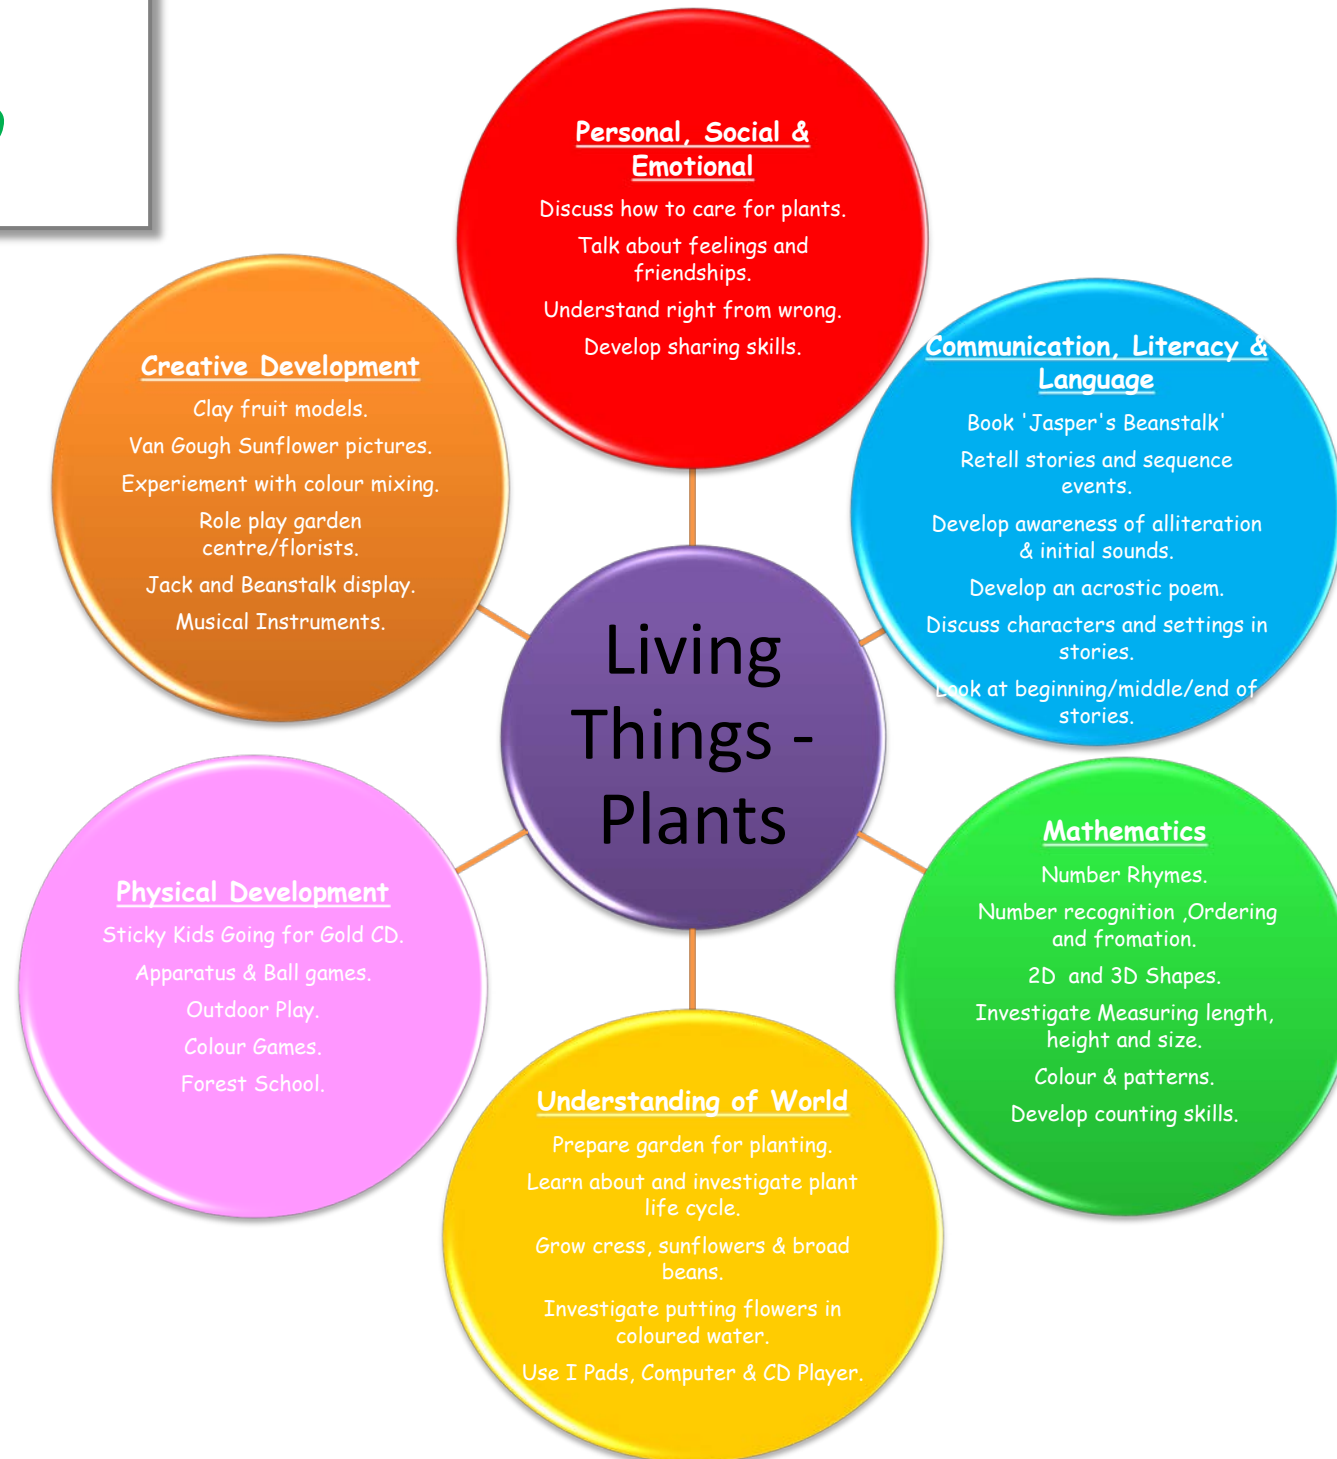 Personal, Social &
Emotional
Discuss how to care for plants.
Talk about feelings and
friendships.
Understand right from wrong.
Develop sharing skills.
Communication, Literacy &
Language
Book 'Jasper's Beanstalk'
Retell stories and sequence
events.
Develop awareness of alliteration
& initial sounds.
Develop an acrostic poem.
Discuss characters and settings in
stories.
Look at beginning/middle/end of
stories.
Mathematics
Number Rhymes.
Number recognition ,Ordering
and fromation.
2D and 3D Shapes.
Investigate Measuring length,
height and size.
Colour & patterns.
Develop counting skills.
Understanding of World
Prepare garden for planting.
Learn about and investigate plant
life cycle.
Grow cress, sunflowers & broad
beans.
Investigate putting flowers in
coloured water.
Use I Pads, Computer & CD Player.
Physical Development
Sticky Kids Going for Gold CD.
Apparatus & Ball games.
Outdoor Play.
Colour Games.
Forest School.
Creative Development
Clay fruit models.
Van Gough Sunflower pictures.
Experiement with colour mixing.
Role play garden
centre/florists.
Jack and Beanstalk display.
Musical Instruments.
Living
Things -
Plants